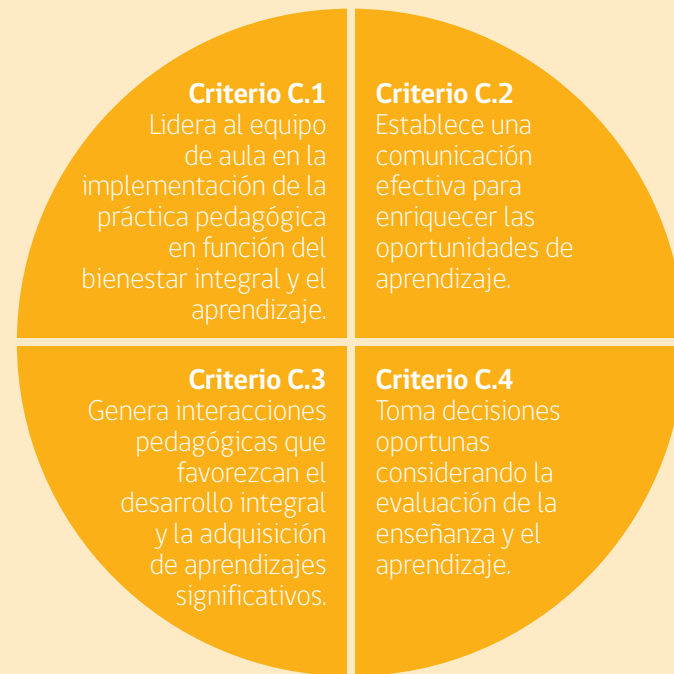 Criterio C.1
Lidera al equipo
de aula en la
implementación de la
práctica pedagógica
en función del
bienestar integral y el
aprendizaje.
Criterio C.2
Establece una
comunicación
efectiva para
enriquecer las
oportunidades de
aprendizaje.
Criterio C.3
Genera interacciones
pedagógicas que
favorezcan el
desarrollo integral
y la adquisición
de aprendizajes
significativos.
Criterio C.4
Toma decisiones
oportunas
considerando la
evaluación de la
enseñanza y el
aprendizaje.